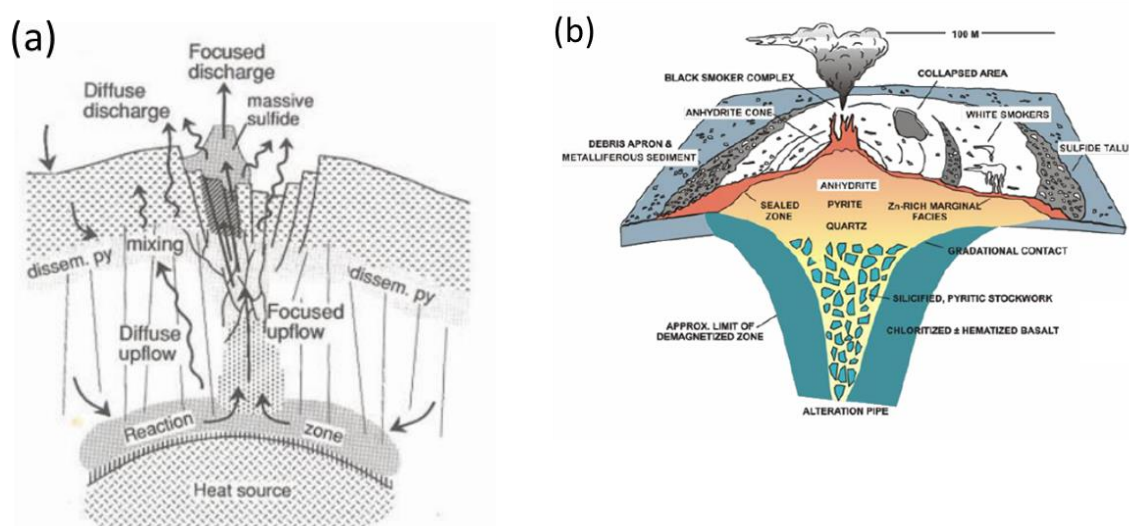 (a)
Focused
discharge
Diffuse
discharge
massive
sulfide
mixing
dissem. py
dissem. py
Diffuse
upflow
Focused
upflow
Reaction
zone
Heat source
(b)
100 M
BLACK SMOKER COMPLEX
COLLAPSED AREA
ANHYDRITE CONE
WHITE SMOKERS
DEBRIS APRON &
METALLIFEROUS SEDIMENT
SULFIDE TALU
ANHYDRITE
SEALED
ZONE
PYRITE
Zn-RICH MARGINAL
FACIES
QUARTZ
GRADATIONAL CONTACT
SILICIFIED, PYRITIC STOCKWORK
APPROX. LIMIT OF
DEMAGNETIZED ZONE
CHLORITIZED ± HEMATIZED BASALT
ALTERATION PIPE